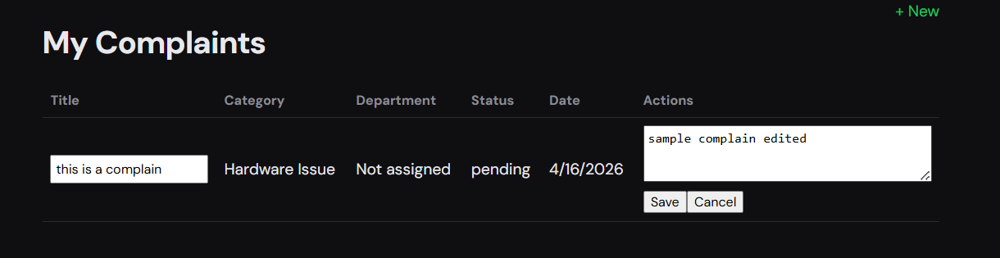 + New
My Complaints
Title Category Department Status Date Actions
sample complain edited
this is a complain Hardware Issue Not assigned pending 4/16/2026
Save Cancel